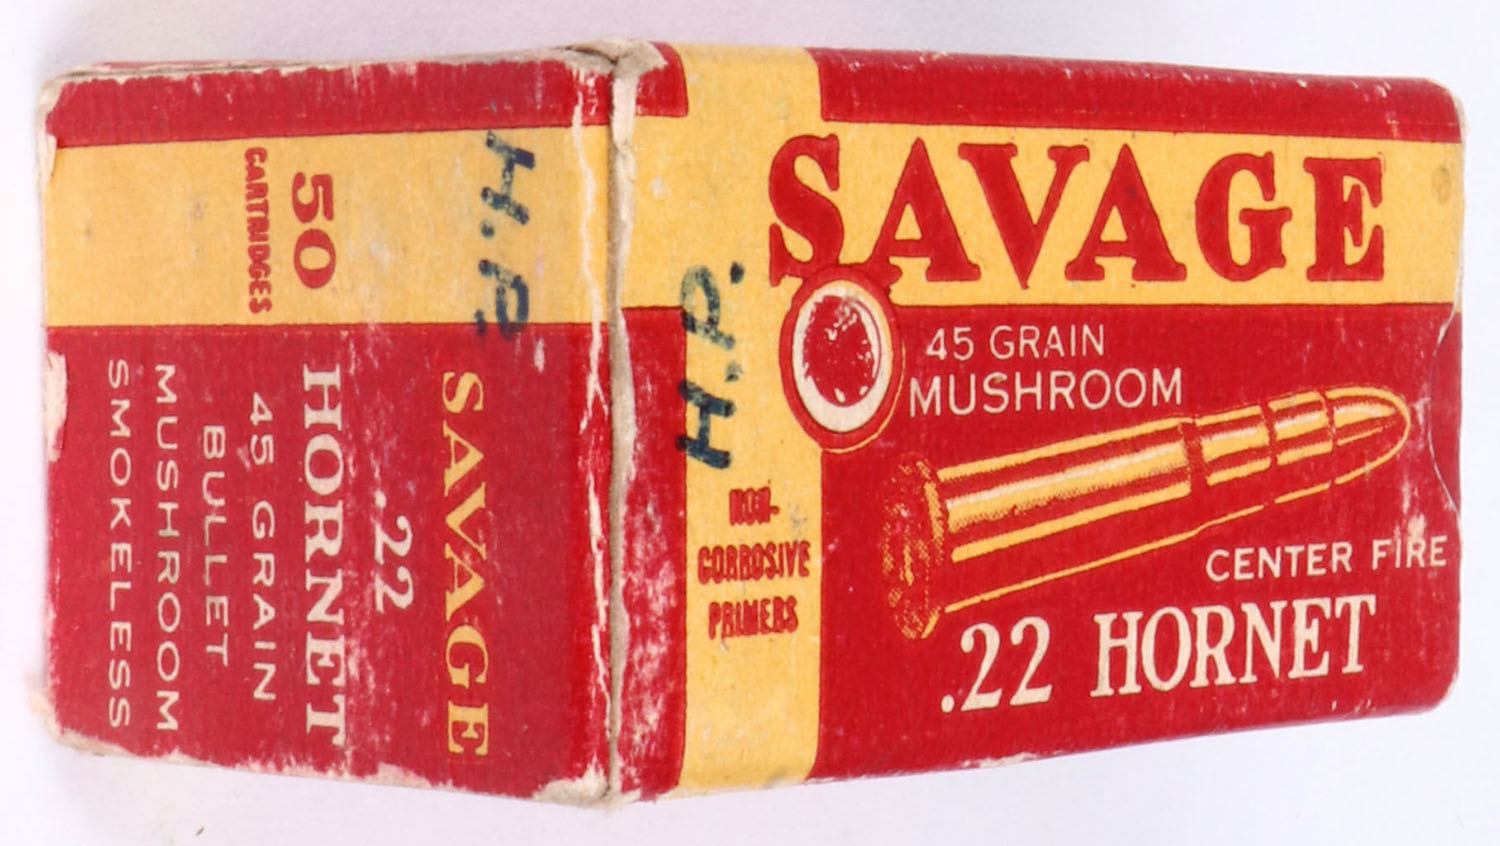 SAVAGE
45 GRAIN
MUSHROOM
CENTER FIRE
.22 HORNET
H.P.
NON-
CORROSIVE
PRIMERS
H.P.
SAVAGE
.22
HORNET
45 GRAIN
BULLET
MUSHROOM
SMOKELESS
50
CARTRIDGES